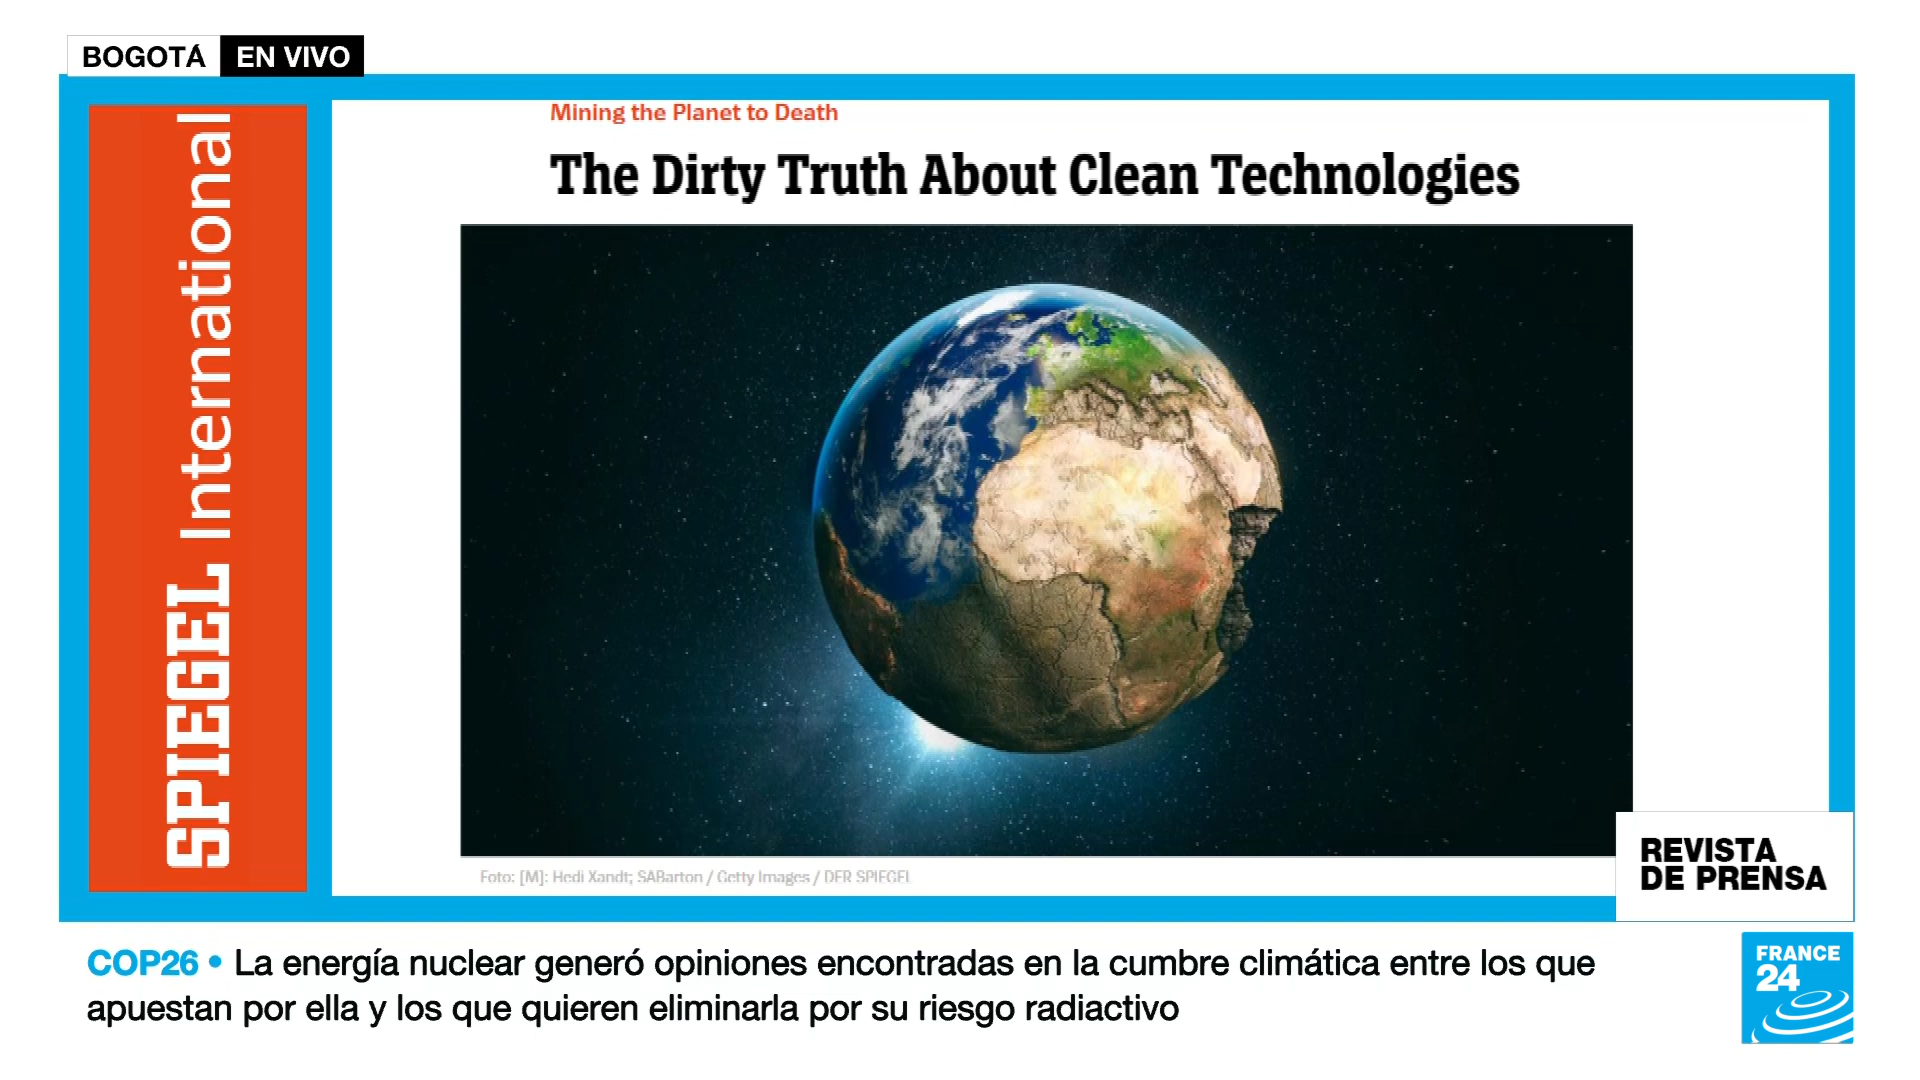 BOGOTÁ EN VIVO
SPIEGEL International
Mining the Planet to Death
The Dirty Truth About Clean Technologies
Foto: [M]: Hedi Xandt; SABarton / Getty Images / DER SPIEGEL
REVISTA
DE PRENSA
COP26 • La energía nuclear generó opiniones encontradas en la cumbre climática entre los que
apuestan por ella y los que quieren eliminarla por su riesgo radiactivo
FRANCE
24